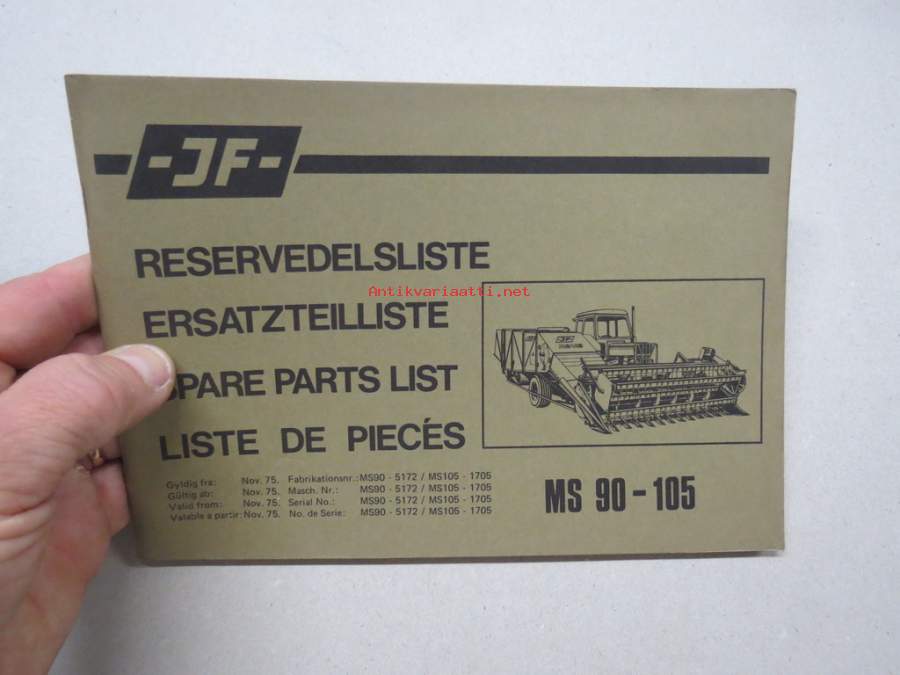 -JF-
RESERVEDELSLISTE
ERSATZTEILLISTE
SPARE PARTS LIST
LISTE DE PIECÉS
Gyldig fra: Nov. 75. Fabrikationsnr.: MS90 - 5172 / MS105 - 1705
Gültig ab: Nov. 75. Masch. Nr.: MS90 - 5172 / MS105 - 1705
Valid from: Nov. 75. Serial No.: MS90 - 5172 / MS105 - 1705
Valable a partir: Nov. 75. No. de Serie: MS90 - 5172 / MS105 - 1705
MS 90 - 105
Antikvariaatti.net